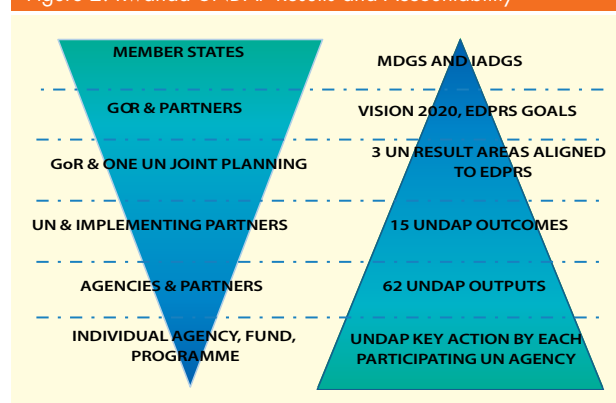 MEMBER STATES
GOR & PARTNERS
GoR & ONE UN JOINT PLANNING
UN & IMPLEMENTING PARTNERS
AGENCIES & PARTNERS
INDIVIDUAL AGENCY, FUND,
PROGRAMME
MDGS AND IADGS
VISION 2020, EDPRS GOALS
3 UN RESULT AREAS ALIGNED
TO EDPRS
15 UNDAP OUTCOMES
62 UNDAP OUTPUTS
UNDAP KEY ACTION BY EACH
PARTICIPATING UN AGENCY